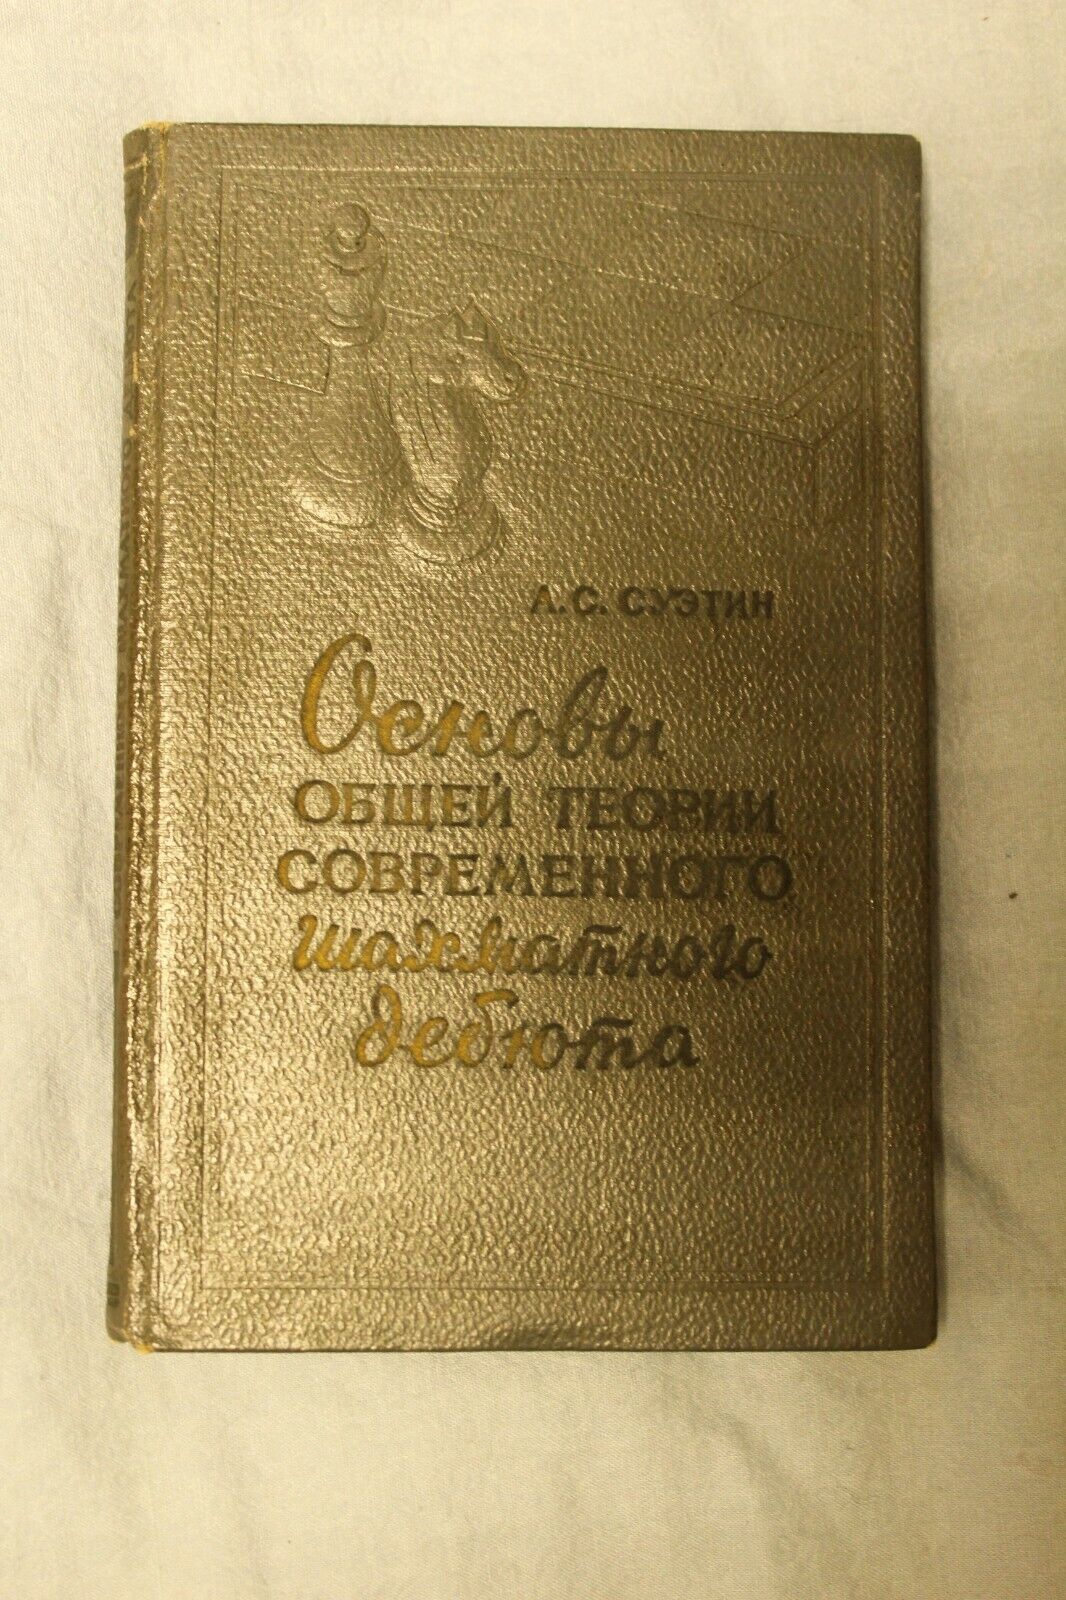 А.С. СУЭТИН
Основы
ОБЩЕЙ ТЕОРИИ
СОВРЕМЕННОГО
шахматного
дебюта